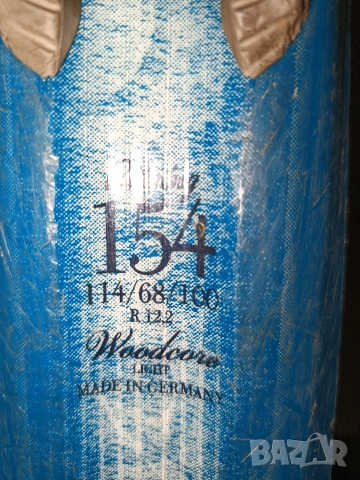 154
114/68/100
R 12.2
Woodcore
LIGHT
MADE IN GERMANY
BAZAR